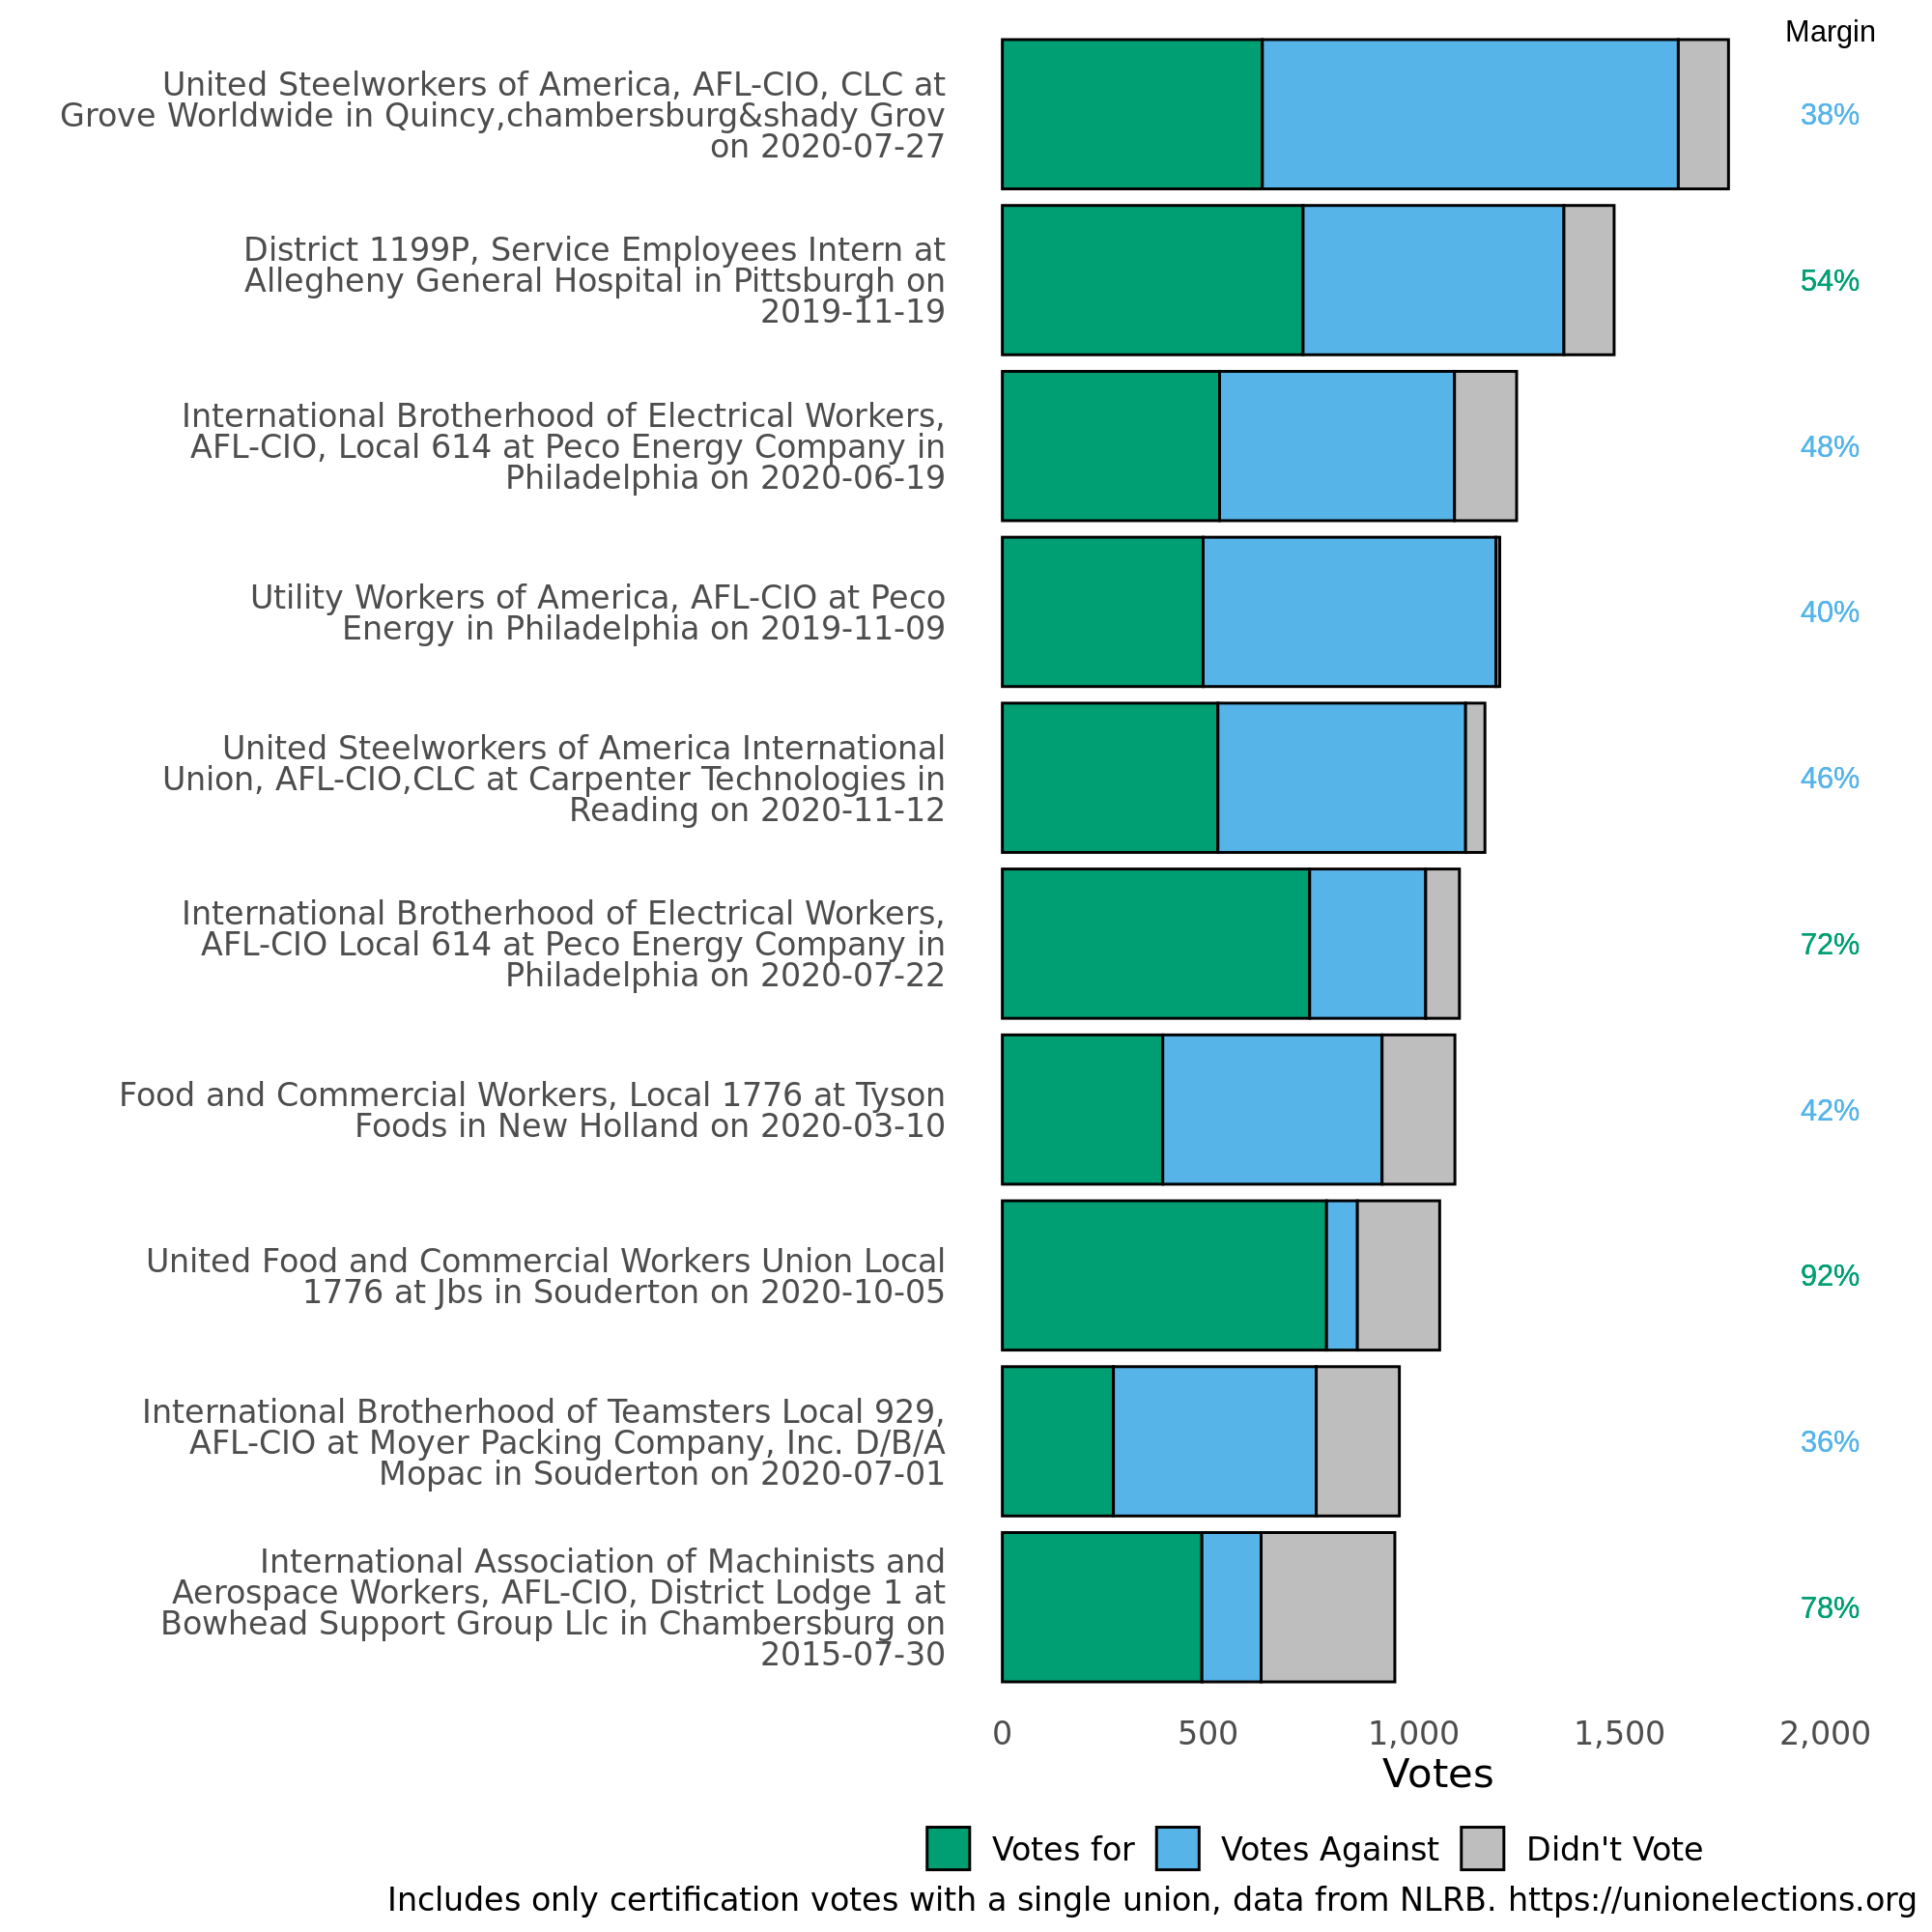 Margin
United Steelworkers of America, AFL-CIO, CLC at
Grove Worldwide in Quincy,chambersburg&shady Grov
on 2020-07-27
38%
District 1199P, Service Employees Intern at
Allegheny General Hospital in Pittsburgh on
2019-11-19
54%
International Brotherhood of Electrical Workers,
AFL-CIO, Local 614 at Peco Energy Company in
Philadelphia on 2020-06-19
48%
Utility Workers of America, AFL-CIO at Peco
Energy in Philadelphia on 2019-11-09
40%
United Steelworkers of America International
Union, AFL-CIO,CLC at Carpenter Technologies in
Reading on 2020-11-12
46%
International Brotherhood of Electrical Workers,
AFL-CIO Local 614 at Peco Energy Company in
Philadelphia on 2020-07-22
72%
Food and Commercial Workers, Local 1776 at Tyson
Foods in New Holland on 2020-03-10
42%
United Food and Commercial Workers Union Local
1776 at Jbs in Souderton on 2020-10-05
92%
International Brotherhood of Teamsters Local 929,
AFL-CIO at Moyer Packing Company, Inc. D/B/A
Mopac in Souderton on 2020-07-01
36%
International Association of Machinists and
Aerospace Workers, AFL-CIO, District Lodge 1 at
Bowhead Support Group Llc in Chambersburg on
2015-07-30
78%
0 500 1,000 1,500 2,000
Votes
Votes for Votes Against Didn't Vote
Includes only certification votes with a single union, data from NLRB. https://unionelections.org